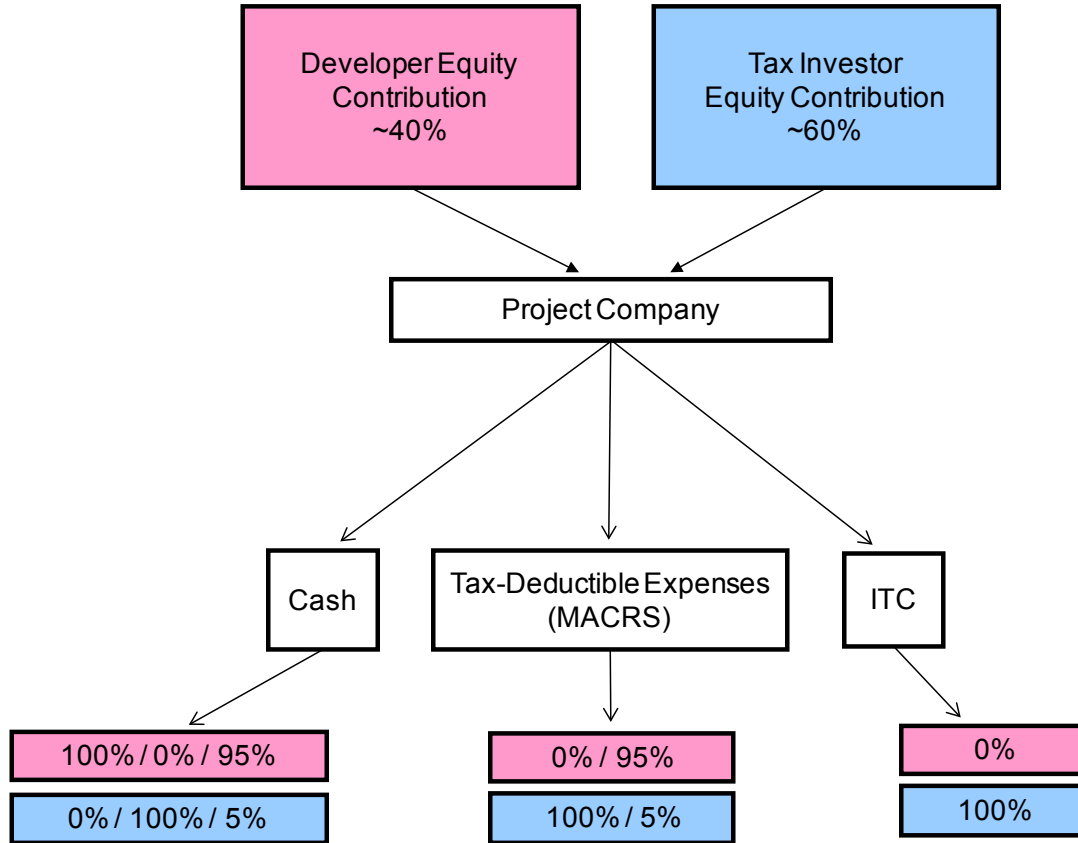 Developer Equity
Contribution
~40%
Tax Investor
Equity Contribution
~60%
Project Company
Cash
Tax-Deductible Expenses
(MACRS)
ITC
100% / 0% / 95%
0% / 100% / 5%
0% / 95%
100% / 5%
0%
100%